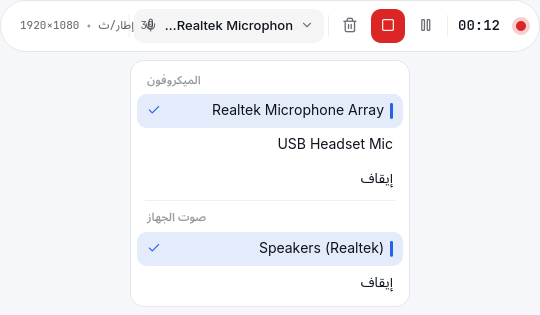 00:12
Realtek Microphon...
30 إطار/ث • 1920×1080
الميكروفون
Realtek Microphone Array
USB Headset Mic
إيقاف
صوت الجهاز
Speakers (Realtek)
إيقاف